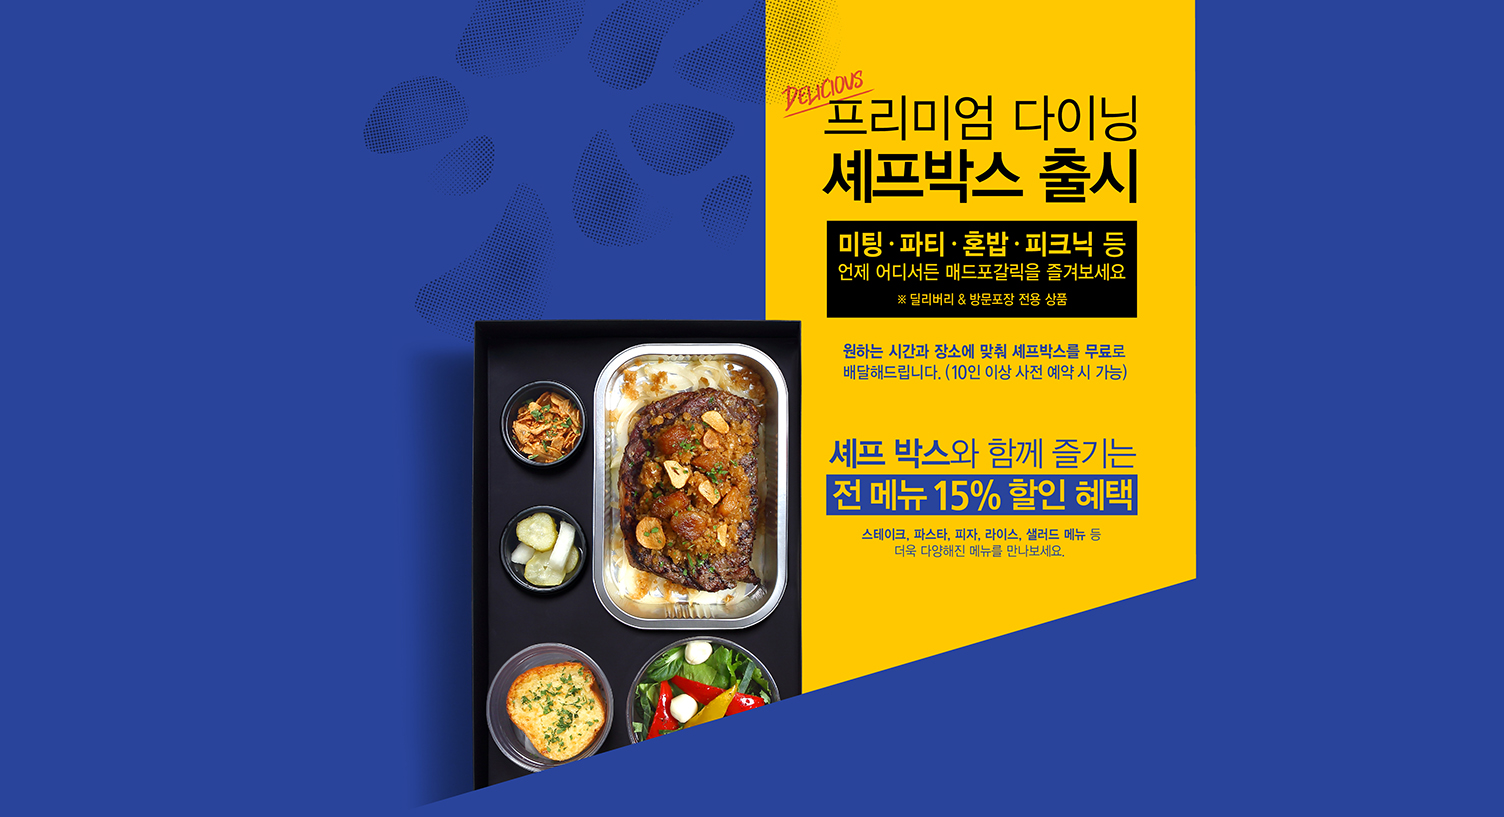 DELICIOUS
프리미엄 다이닝
셰프박스 출시
미팅·파티·혼밥·피크닉 등
언제 어디서든 매드포갈릭을 즐겨보세요
※ 딜리버리 & 방문포장 전용 상품
원하는 시간과 장소에 맞춰 셰프박스를 무료로
배달해드립니다. (10인 이상 사전 예약 시 가능)
셰프 박스와 함께 즐기는
전 메뉴 15% 할인 혜택
스테이크, 파스타, 피자, 라이스, 샐러드 메뉴 등
더욱 다양해진 메뉴를 만나보세요.